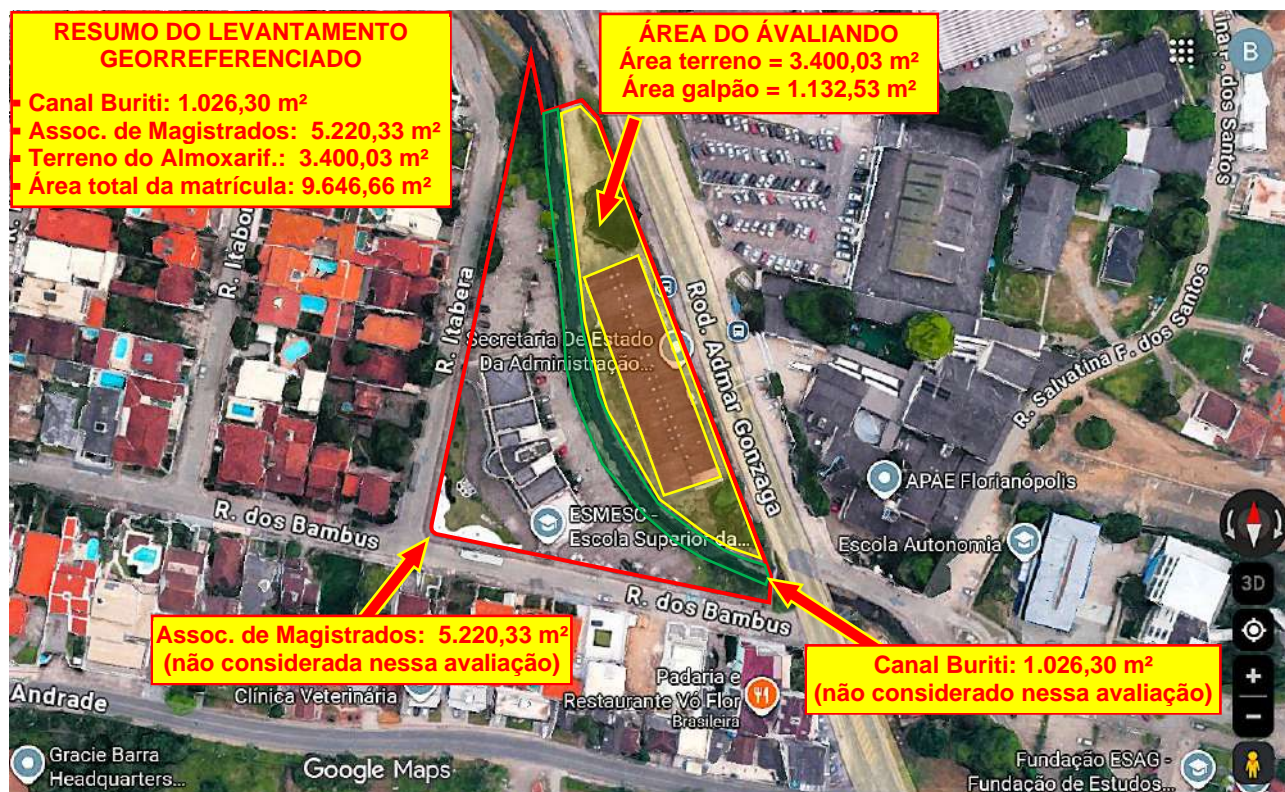 RESUMO DO LEVANTAMENTO
GEORREFERENCIADO
▪ Canal Buriti: 1.026,30 m²
▪ Assoc. de Magistrados: 5.220,33 m²
▪ Terreno do Almoxarif.: 3.400,03 m²
▪ Área total da matrícula: 9.646,66 m²
ÁREA DO ÁVALIANDO
Área terreno = 3.400,03 m²
Área galpão = 1.132,53 m²
B
dos Santos
R. Itabor
R. Itabera
Secretaria De Estado
Da Administração...
Rod. Admar Gonzaga
R. Salvatina F. dos Santos
APAE Florianópolis
R. dos Bambus
ESMESC -
Escola Superior da...
Escola Autonomia
3D
R. dos Bambus
Assoc. de Magistrados: 5.220,33 m²
(não considerada nessa avaliação)
Canal Buriti: 1.026,30 m²
(não considerado nessa avaliação)
Andrade
Clínica Veterinária
Padaria e
Restaurante Vó Flor
Brasileira
Gracie Barra
Headquarters...
Google Maps
Fundação ESAG -
Fundação de Estudos...